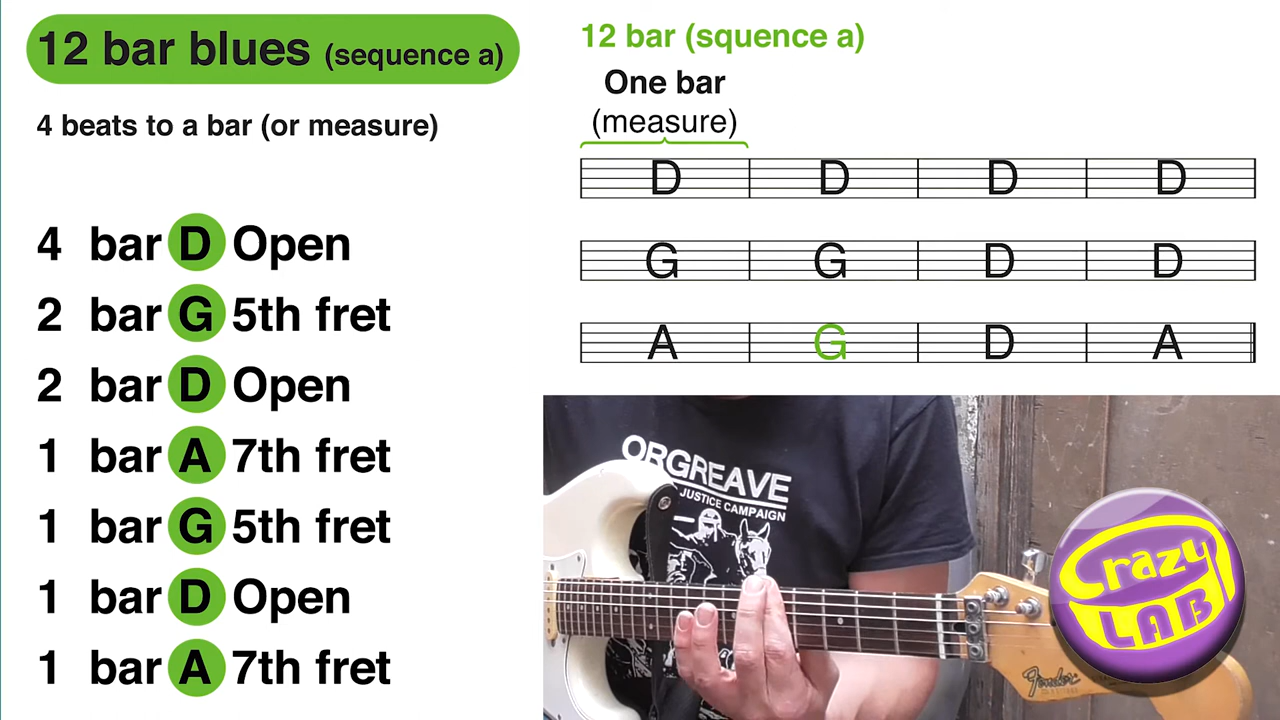 12 bar blues (sequence a)
4 beats to a bar (or measure)
4 bar D Open
2 bar G 5th fret
2 bar D Open
1 bar A 7th fret
1 bar G 5th fret
1 bar D Open
1 bar A 7th fret
12 bar (squence a)
One bar
(measure)
D D D D
G G D D
A G D A
ORGREAVE
JUSTICE CAMPAIGN
Fender
Crazy
LAB